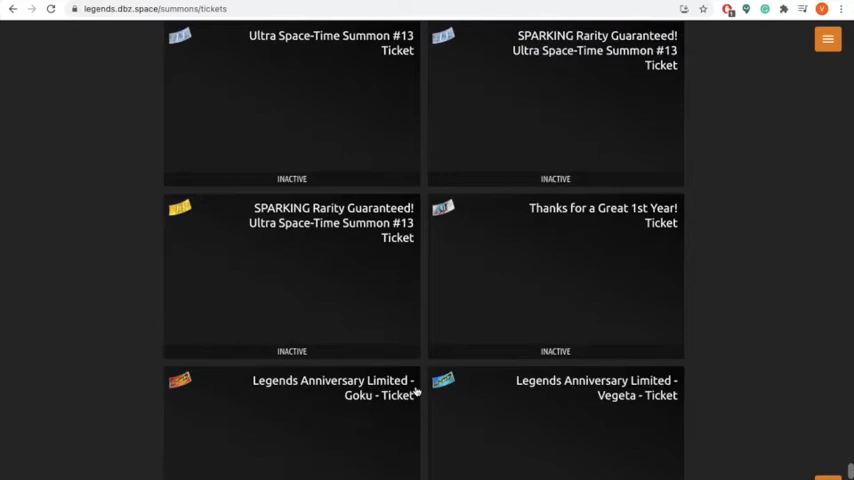 legends.dbz.space/summons/tickets
1
V
Ultra Space-Time Summon #13
Ticket
INACTIVE
SPARKING Rarity Guaranteed!
Ultra Space-Time Summon #13
Ticket
INACTIVE
SPARKING Rarity Guaranteed!
Ultra Space-Time Summon #13
Ticket
INACTIVE
Thanks for a Great 1st Year!
Ticket
INACTIVE
Legends Anniversary Limited -
Goku - Ticket
Legends Anniversary Limited -
Vegeta - Ticket